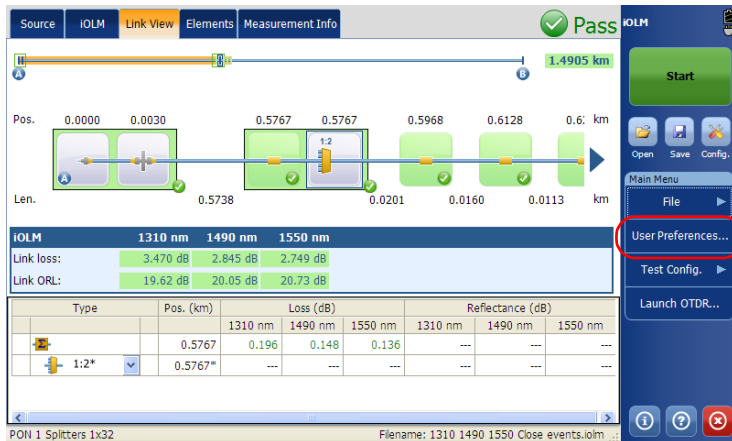 Source iOLM Link View Elements Measurement Info Pass iOLM
1.4905 km
A B
Start
Pos. 0.0000 0.0030 0.5767 0.5767 0.5968 0.6128 0.6: km
1:2
A
Open Save Config.
Main Menu
File
Len. 0.5738 0.0201 0.0160 0.0113 km
User Preferences...
iOLM 1310 nm 1490 nm 1550 nm
Link loss: 3.470 dB 2.845 dB 2.749 dB
Link ORL: 19.62 dB 20.05 dB 20.73 dB
Test Config.
Launch OTDR...
Type Pos. (km) Loss (dB) Reflectance (dB)
1310 nm 1490 nm 1550 nm 1310 nm 1490 nm 1550 nm
Σ 0.5767 0.196 0.148 0.136 --- --- ---
1:2* 0.5767* --- --- --- --- --- ---
PON 1 Splitters 1x32 Filename: 1310 1490 1550 Close events.iolm